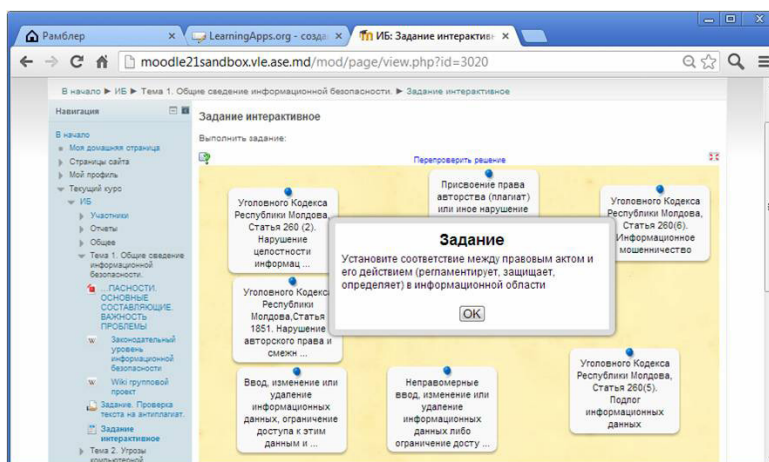 Рамблер
LearningApps.org - созда
ИБ: Задание интерактивн
moodle21sandbox.vle.ase.md/mod/page/view.php?id=3020
В начало ► ИБ ► Тема 1. Общие сведение информационной безопасности. ► Задание интерактивное
Навигация
В начало
Моя домашняя страница
Страницы сайта
Мой профиль
Текущий курс
ИБ
Участники
Отчеты
Общее
Тема 1. Общие сведение
информационной
безопасности.
...ПАСНОСТИ.
ОСНОВНЫЕ
СОСТАВЛЯЮЩИЕ.
ВАЖНОСТЬ
ПРОБЛЕМЫ
Законодательный
уровень
информационной
безопасности
Wiki групповой
проект
Задание. Проверка
текста на антиплагиат.
Задание
интерактивное
Тема 2. Угрозы
компьютерной
Задание интерактивное
Выполнить задание:
Перепроверить решение
Уголовного Кодекса
Республики Молдова,
Статья 260 (2).
Нарушение
целостности
информац ...
Присвоение права
авторства (плагиат)
или иное нарушение
Уголовного Кодекса
Республики Молдова,
Статья 260(6).
Информационное
мошенничество
Задание
Установите соответствие между правовым актом и
его действием (регламентирует, защищает,
определяет) в информационной области
OK
Уголовного Кодекса
Республики
Молдова,Статья
1851. Нарушение
авторского права и
смежн ...
Ввод, изменение или
удаление
информационных
данных, ограничение
доступа к этим
данным и ...
Неправомерные
ввод, изменение или
удаление
информационных
данных либо
ограничение досту ...
Уголовного Кодекса
Республики Молдова,
Статья 260(5).
Подлог
информационных
данных